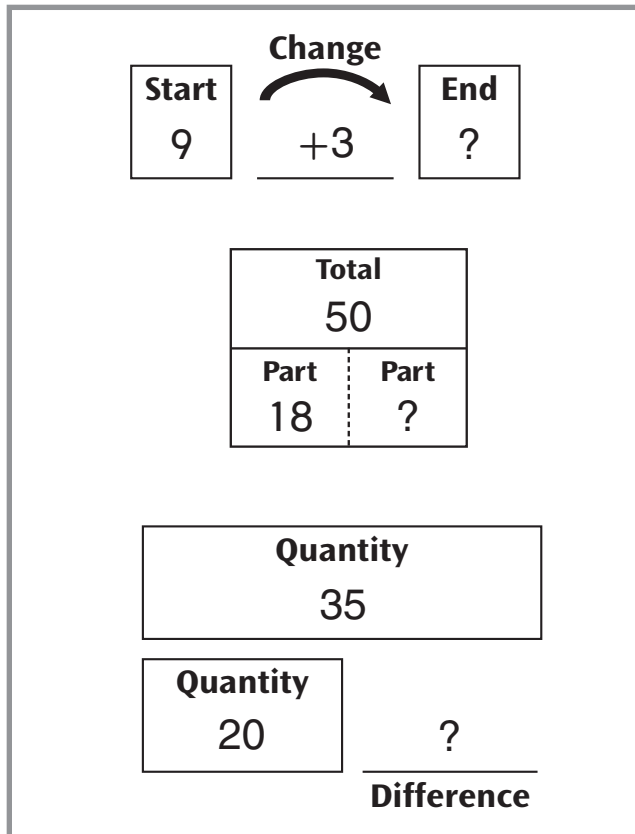 Change
Start End
9 +3 ?
Total
50
Part Part
18 ?
Quantity
35
Quantity
20 ?
Difference